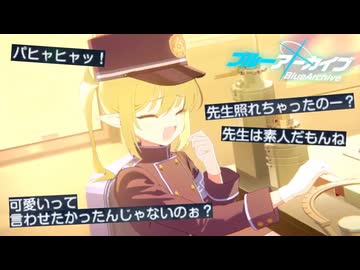 パヒャヒャッ！
ブルーアーカイブ
BlueArchive
先生照れちゃったのー？
先生は素人だもんね
可愛いって
言わせたかったんじゃないのぉ？